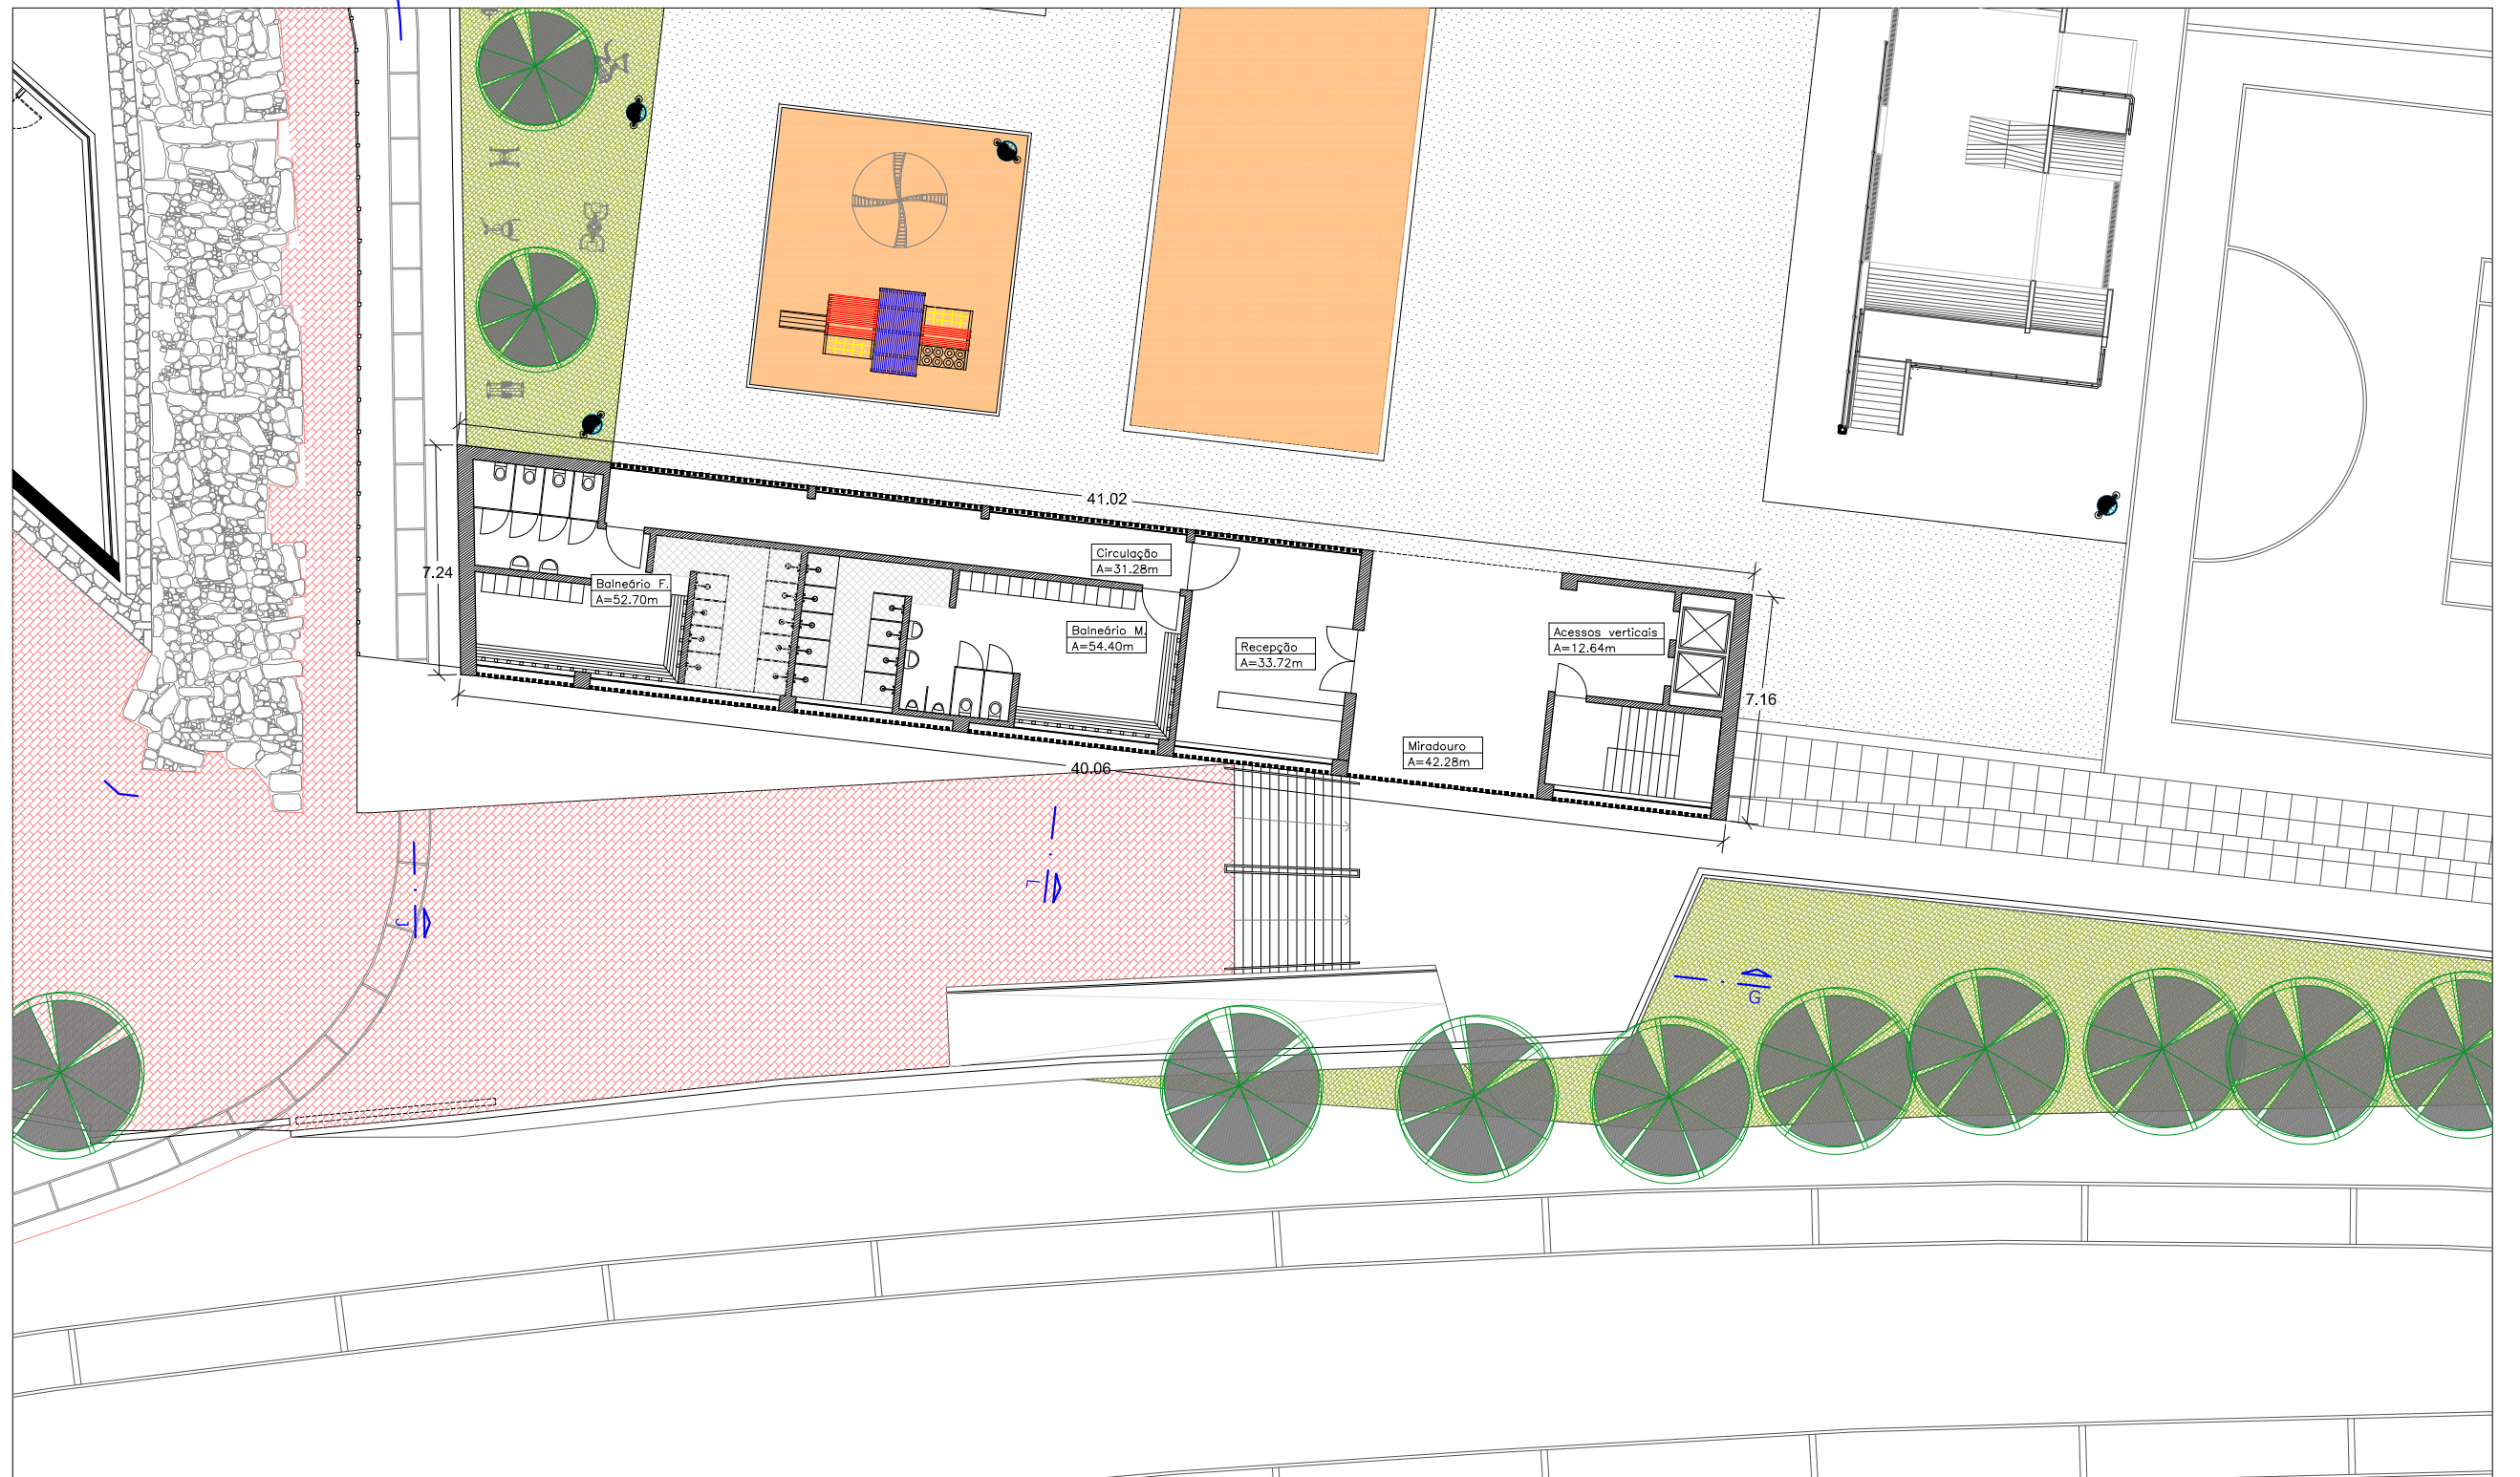 41.02
7.24
Circulação
A=31.28m
Balneário F.
A=52.70m
Balneário M.
A=54.40m
Recepção
A=33.72m
Acessos verticais
A=12.64m
7.16
Miradouro
A=42.28m
40.06
J
L
G